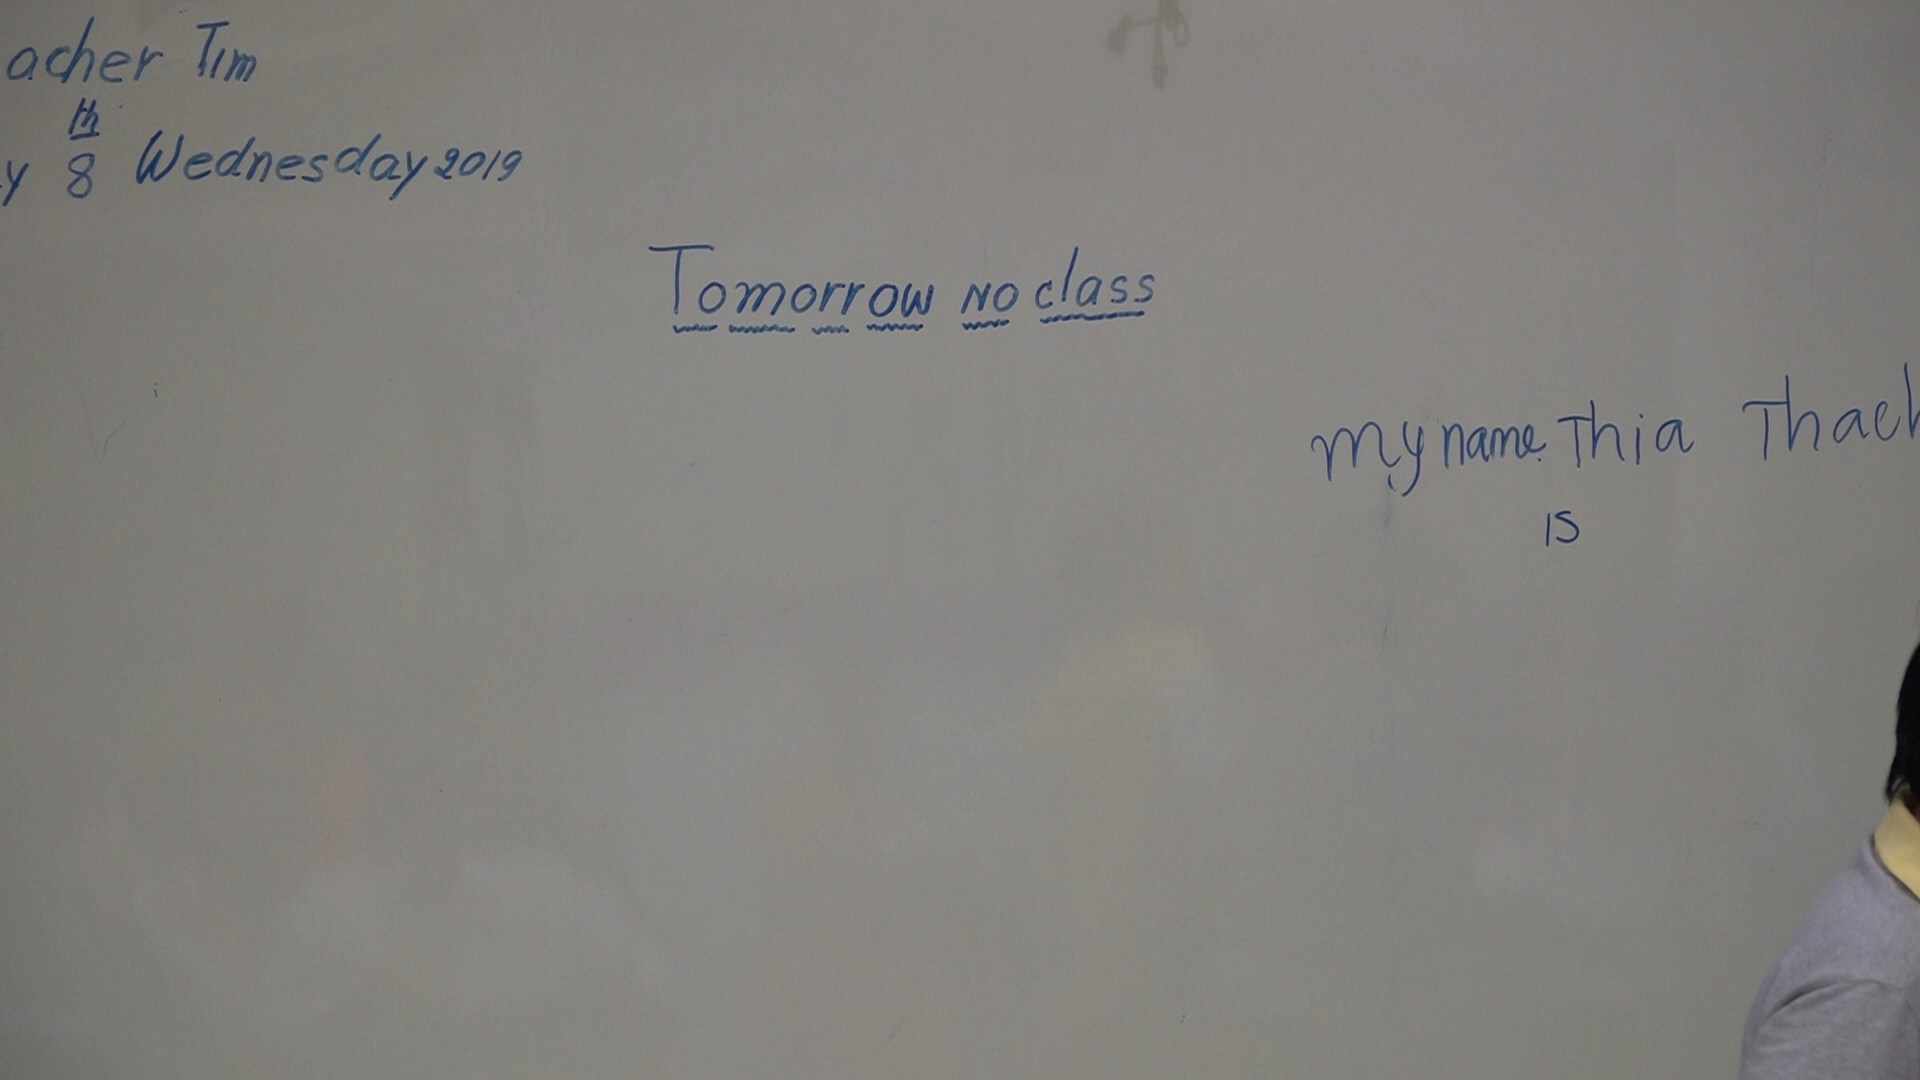 acher Tim
y 8th Wednesday 2019
Tomorrow no class
My name Thia Thach
is